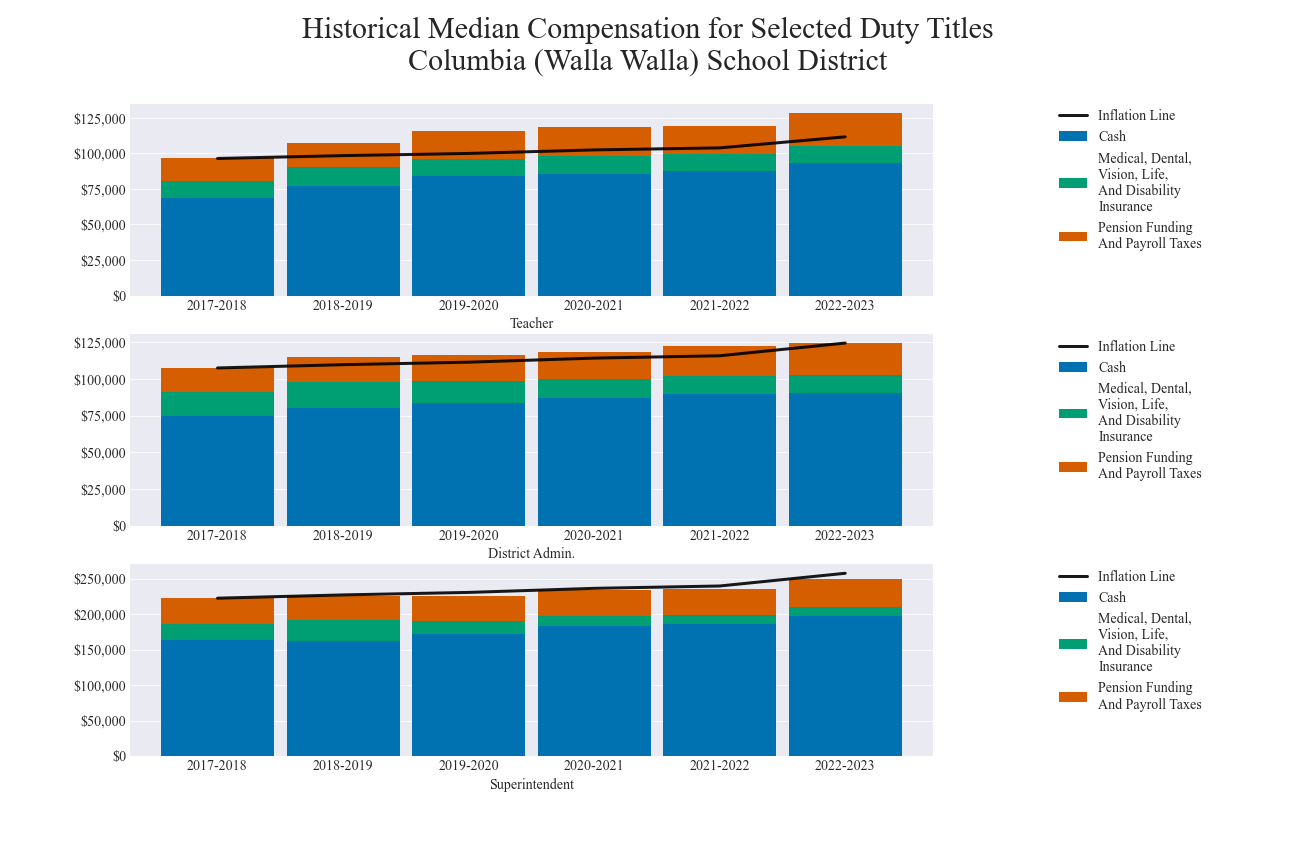 Historical Median Compensation for Selected Duty Titles
Columbia (Walla Walla) School District
$125,000
$100,000
$75,000
$50,000
$25,000
$0
2017-2018
2018-2019
2019-2020
2020-2021
2021-2022
2022-2023
Teacher
Inflation Line
Cash
Medical, Dental,
Vision, Life,
And Disability
Insurance
Pension Funding
And Payroll Taxes
$125,000
$100,000
$75,000
$50,000
$25,000
$0
2017-2018
2018-2019
2019-2020
2020-2021
2021-2022
2022-2023
District Admin.
Inflation Line
Cash
Medical, Dental,
Vision, Life,
And Disability
Insurance
Pension Funding
And Payroll Taxes
$250,000
$200,000
$150,000
$100,000
$50,000
$0
2017-2018
2018-2019
2019-2020
2020-2021
2021-2022
2022-2023
Superintendent
Inflation Line
Cash
Medical, Dental,
Vision, Life,
And Disability
Insurance
Pension Funding
And Payroll Taxes